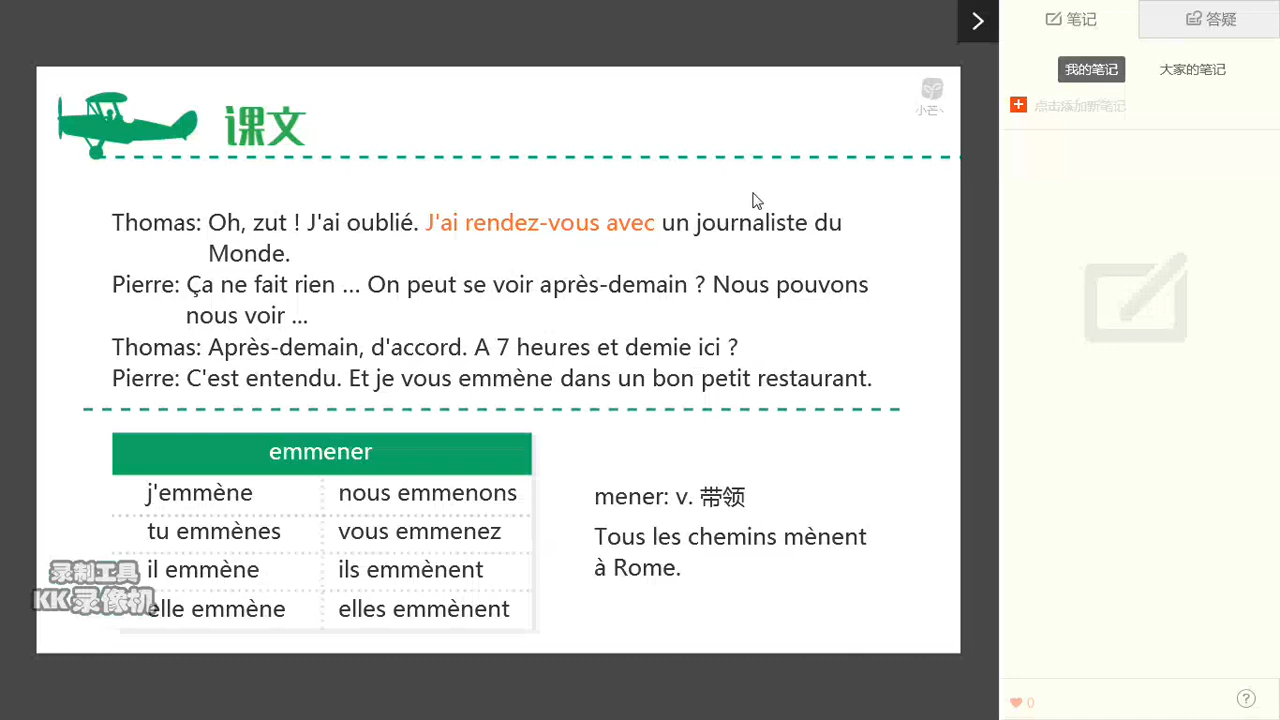 笔记
答疑
我的笔记
大家的笔记
点击添加新笔记
小芒
课文
Thomas: Oh, zut ! J'ai oublié. J'ai rendez-vous avec un journaliste du
Monde.
Pierre: Ça ne fait rien ... On peut se voir après-demain ? Nous pouvons
nous voir ...
Thomas: Après-demain, d'accord. A 7 heures et demie ici ?
Pierre: C'est entendu. Et je vous emmène dans un bon petit restaurant.
emmener
j'emmène nous emmenons
tu emmènes vous emmenez
il emmène ils emmènent
elle emmène elles emmènent
mener: v. 带领
Tous les chemins mènent
à Rome.
录制工具
KK录像机
0
?